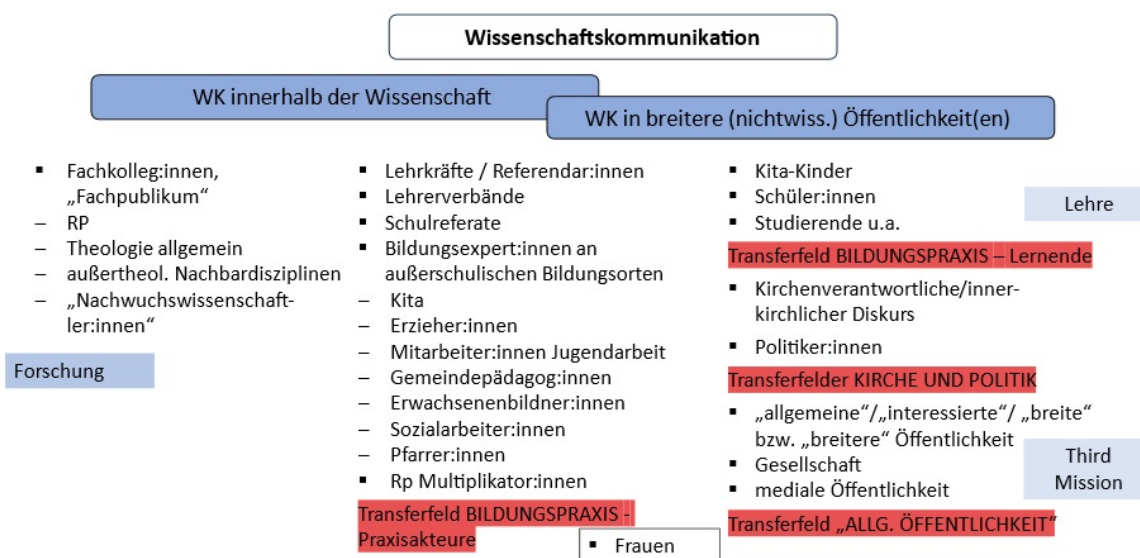 Wissenschaftskommunikation
WK innerhalb der Wissenschaft
WK in breitere (nichtwiss.) Öffentlichkeit(en)
▪ Fachkolleg:innen,
„Fachpublikum“
– RP
– Theologie allgemein
– außertheol. Nachbardisziplinen
– „Nachwuchswissenschaft-
ler:innen“
Forschung
▪ Lehrkräfte / Referendar:innen
▪ Lehrerverbände
▪ Schulreferate
▪ Bildungsexpert:innen an
außerschulischen Bildungsorten
– Kita
– Erzieher:innen
– Mitarbeiter:innen Jugendarbeit
– Gemeindepädagog:innen
– Erwachsenenbildner:innen
– Sozialarbeiter:innen
– Pfarrer:innen
▪ Rp Multiplikator:innen
Transferfeld BILDUNGSPRAXIS -
Praxisakteure
▪ Frauen
▪ Kita-Kinder
▪ Schüler:innen
▪ Studierende u.a.
Lehre
Transferfeld BILDUNGSPRAXIS – Lernende
▪ Kirchenverantwortliche/inner-
kirchlicher Diskurs
▪ Politiker:innen
Transferfelder KIRCHE UND POLITIK
▪ „allgemeine“/„interessierte“/ „breite“
bzw. „breitere“ Öffentlichkeit
▪ Gesellschaft
▪ mediale Öffentlichkeit
Third
Mission
Transferfeld „ALLG. ÖFFENTLICHKEIT“